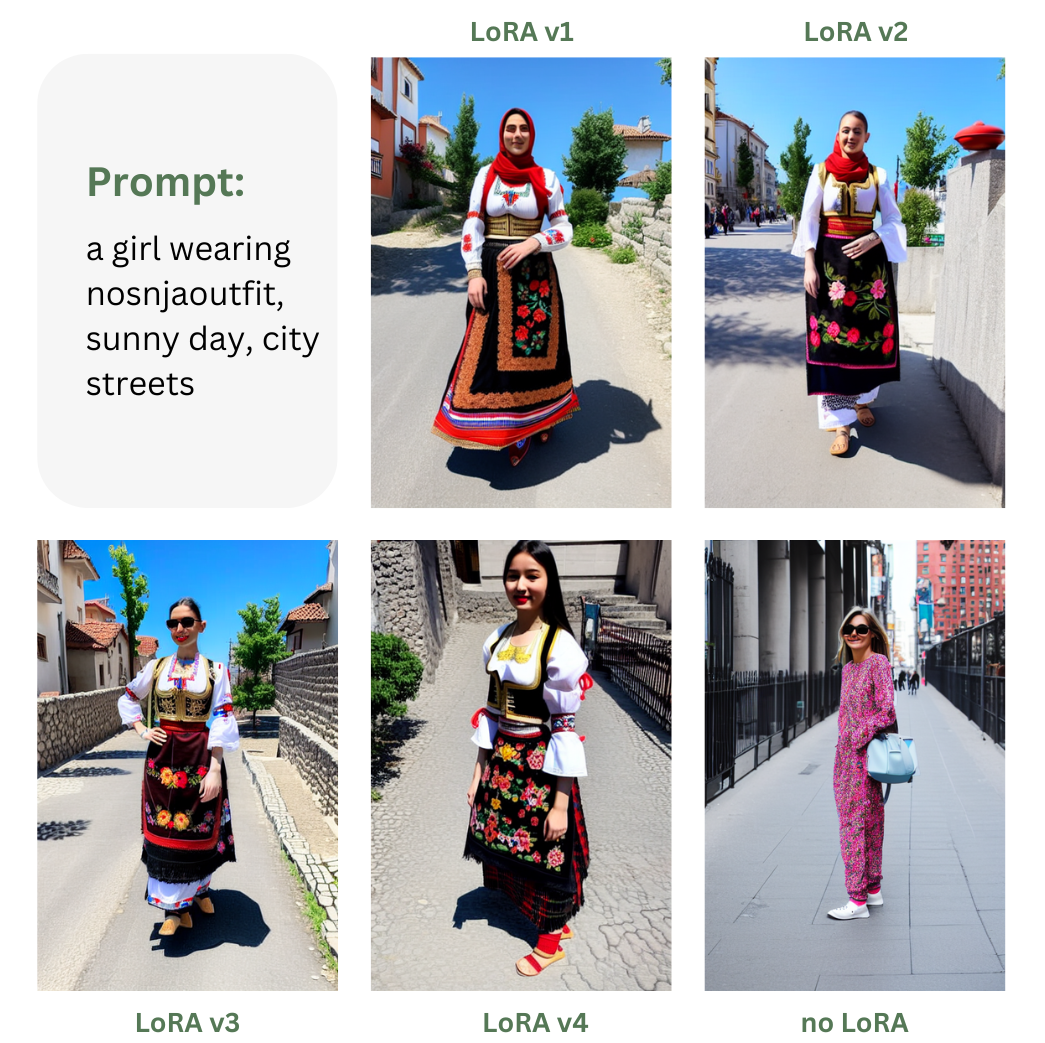 LoRA v1
LoRA v2
Prompt:
a girl wearing
nosnjaoutfit,
sunny day, city
streets
LoRA v3
LoRA v4
no LoRA